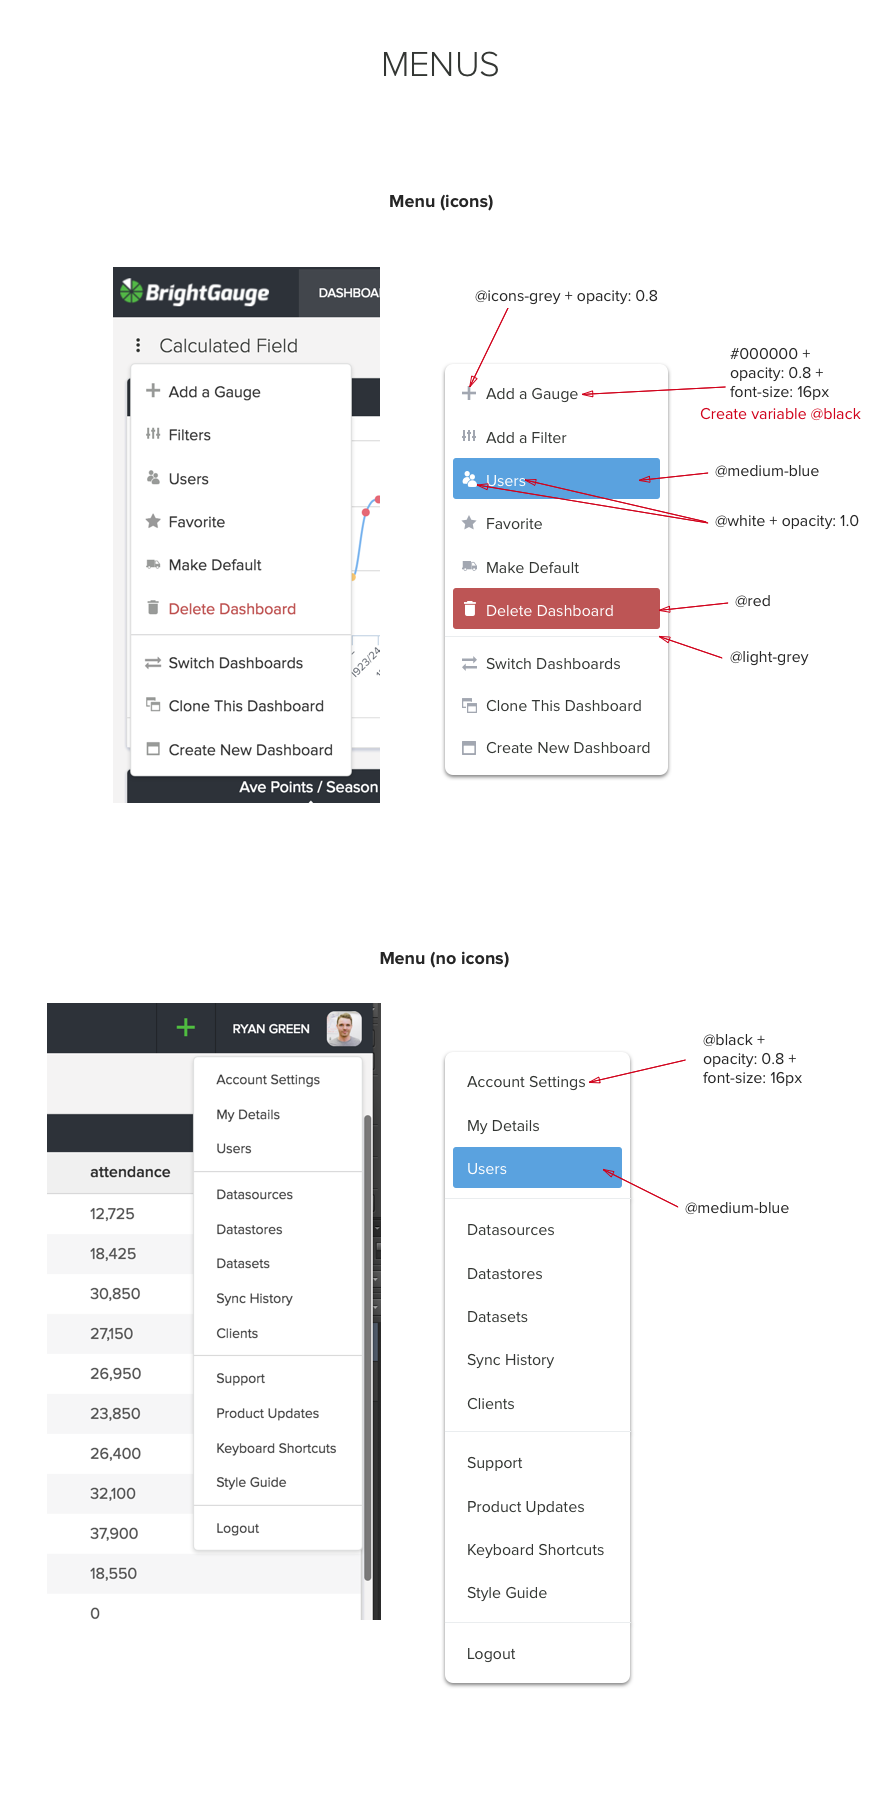 MENUS
Menu (icons)
BrightGauge
DASHBOA
Calculated Field
Add a Gauge
Filters
Users
Favorite
Make Default
Delete Dashboard
Switch Dashboards
Clone This Dashboard
Create New Dashboard
1923/24
Ave Points / Season
@icons-grey + opacity: 0.8
Add a Gauge
Add a Filter
Users
Favorite
Make Default
Delete Dashboard
Switch Dashboards
Clone This Dashboard
Create New Dashboard
#000000 +
opacity: 0.8 +
font-size: 16px
Create variable @black
@medium-blue
@white + opacity: 1.0
@red
@light-grey
Menu (no icons)
RYAN GREEN
attendance
12,725
18,425
30,850
27,150
26,950
23,850
26,400
32,100
37,900
18,550
0
Account Settings
My Details
Users
Datasources
Datastores
Datasets
Sync History
Clients
Support
Product Updates
Keyboard Shortcuts
Style Guide
Logout
Account Settings
My Details
Users
Datasources
Datastores
Datasets
Sync History
Clients
Support
Product Updates
Keyboard Shortcuts
Style Guide
Logout
@black +
opacity: 0.8 +
font-size: 16px
@medium-blue